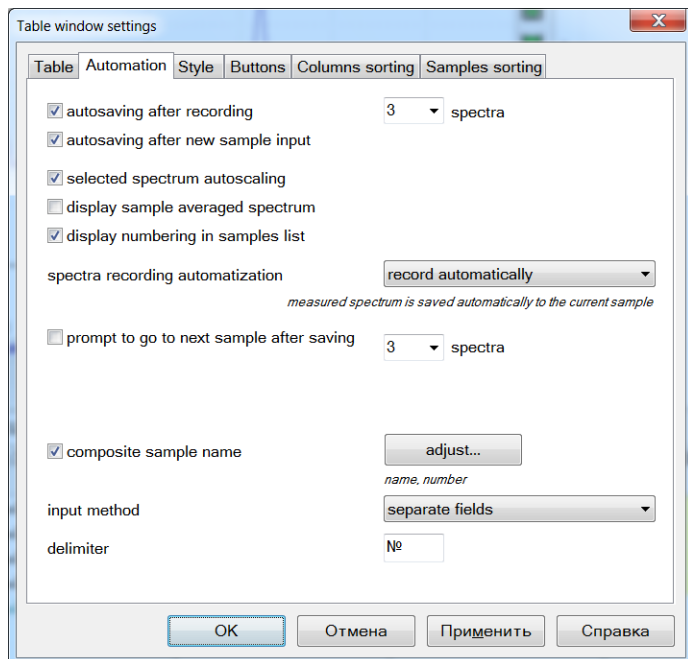 Table window settings
Table Automation Style Buttons Columns sorting Samples sorting
autosaving after recording 3 spectra
autosaving after new sample input
selected spectrum autoscaling
display sample averaged spectrum
display numbering in samples list
spectra recording automatization record automatically
measured spectrum is saved automatically to the current sample
prompt to go to next sample after saving 3 spectra
composite sample name adjust...
name, number
input method separate fields
delimiter №
OK Отмена Применить Справка